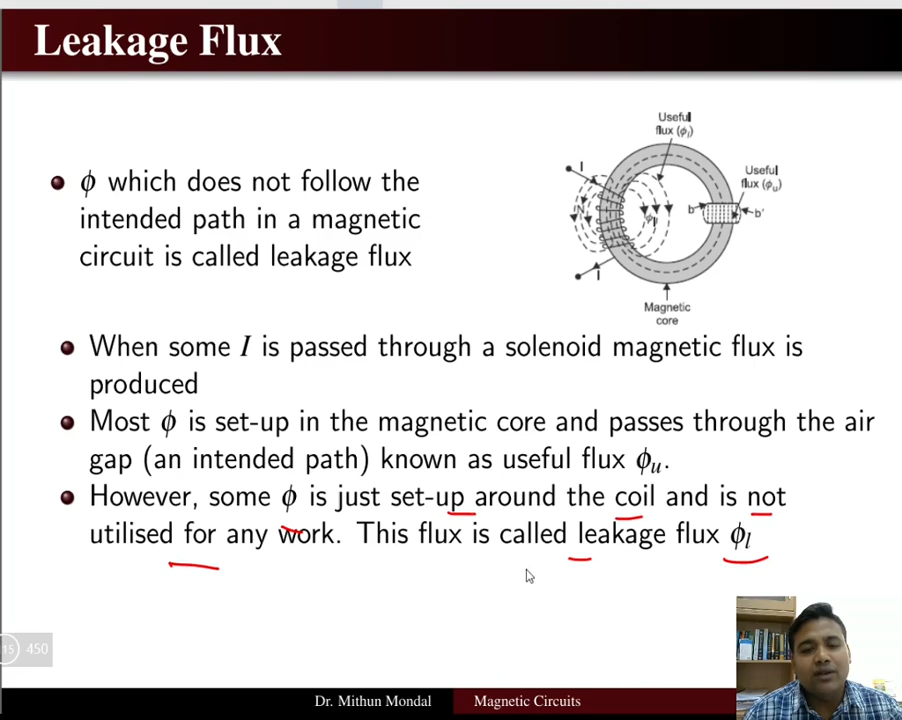 Leakage Flux
ϕ which does not follow the
intended path in a magnetic
circuit is called leakage flux
Useful
flux (ϕl)
Useful
flux (ϕu)
I
N
ϕl
b
b'
I
Magnetic
core
When some I is passed through a solenoid magnetic flux is
produced
Most ϕ is set-up in the magnetic core and passes through the air
gap (an intended path) known as useful flux ϕu.
However, some ϕ is just set-up around the coil and is not
utilised for any work. This flux is called leakage flux ϕl
15 450
Dr. Mithun Mondal Magnetic Circuits